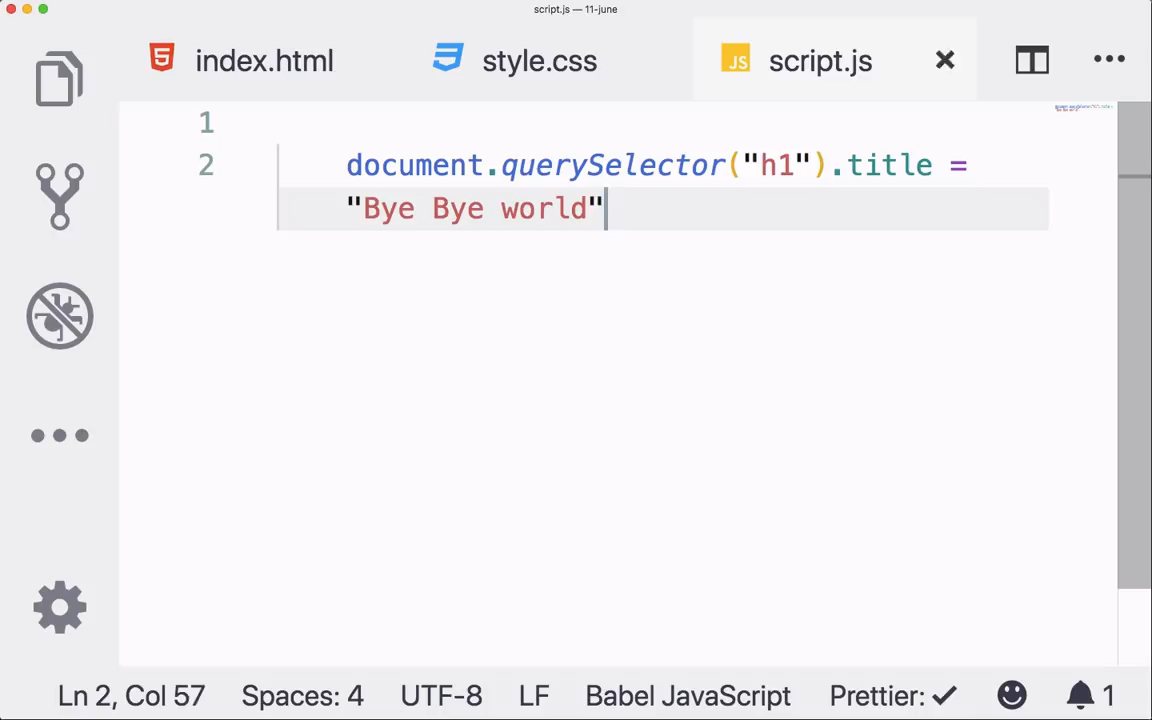 script.js — 11-june
index.html
style.css
JS script.js
1
2 document.querySelector("h1").title =
"Bye Bye world"
Ln 2, Col 57 Spaces: 4 UTF-8 LF Babel JavaScript Prettier: ✓ 1